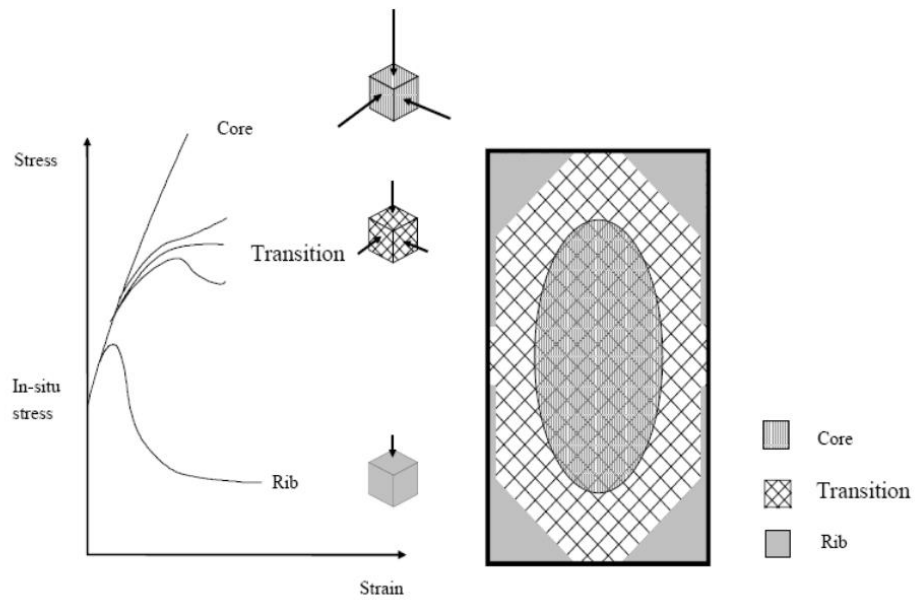 Core
Stress
Transition
In-situ
stress
Rib
Strain
Core
Transition
Rib